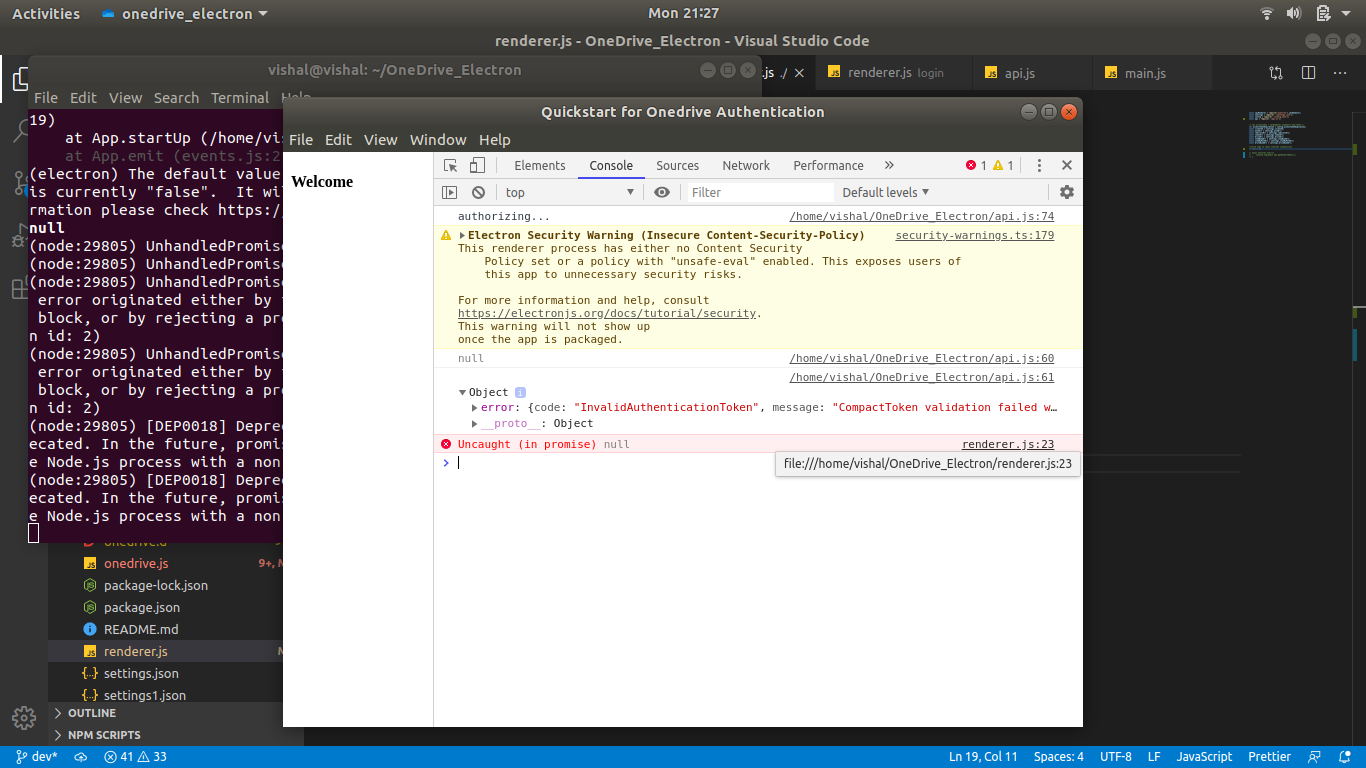 Activities onedrive_electron Mon 21:27
renderer.js - OneDrive_Electron - Visual Studio Code
vishal@vishal: ~/OneDrive_Electron
.js ./ renderer.js login api.js main.js
File Edit View Search Terminal Help
19)
at App.startUp (/home/vis
at App.emit (events.js:2
(electron) The default value
is currently "false". It wil
rmation please check https:/
null
(node:29805) UnhandledPromise
(node:29805) UnhandledPromise
(node:29805) UnhandledPromise
error originated either by
block, or by rejecting a pro
n id: 2)
(node:29805) UnhandledPromise
error originated either by
block, or by rejecting a pro
n id: 2)
(node:29805) [DEP0018] Depre
ecated. In the future, promis
e Node.js process with a non
(node:29805) [DEP0018] Depre
ecated. In the future, promis
e Node.js process with a non
Quickstart for Onedrive Authentication
File Edit View Window Help
Welcome
Elements Console Sources Network Performance » 1 1
top Filter Default levels
authorizing... /home/vishal/OneDrive_Electron/api.js:74
Electron Security Warning (Insecure Content-Security-Policy) security-warnings.ts:179
This renderer process has either no Content Security
Policy set or a policy with "unsafe-eval" enabled. This exposes users of
this app to unnecessary security risks.
For more information and help, consult
https://electronjs.org/docs/tutorial/security.
This warning will not show up
once the app is packaged.
null /home/vishal/OneDrive_Electron/api.js:60
/home/vishal/OneDrive_Electron/api.js:61
Object i
error: {code: "InvalidAuthenticationToken", message: "CompactToken validation failed w…
__proto__: Object
Uncaught (in promise) null renderer.js:23
file:///home/vishal/OneDrive_Electron/renderer.js:23
onedrive.js 9+, M
package-lock.json
package.json
README.md
renderer.js M
settings.json
settings1.json
OUTLINE
NPM SCRIPTS
dev* 41 33 Ln 19, Col 11 Spaces: 4 UTF-8 LF JavaScript Prettier